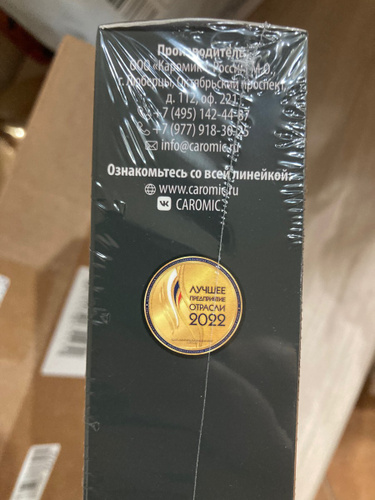 Производитель:
ООО «Каромик», Россия, М.О.,
г. Люберцы, Октябрьский проспект,
д. 112, оф. 221
+7 (495) 142-44-87
+7 (977) 918-36-25
info@caromic.ru
Ознакомьтесь со всей линейкой:
www.caromic.ru
CAROMIC
ЛУЧШЕЕ
ПРЕДПРИЯТИЕ
ОТРАСЛИ
2022